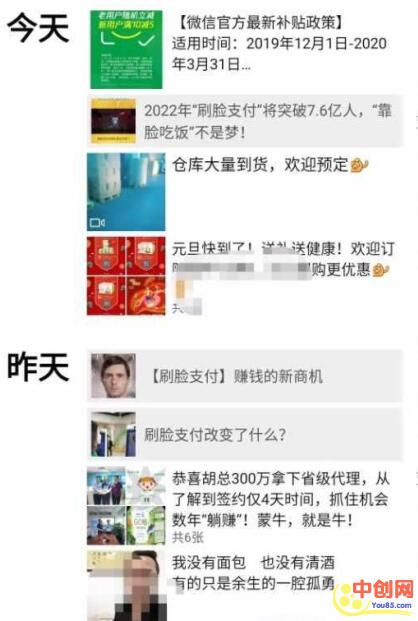 今天
老用户随机立减
新用户满10减5
【微信官方最新补贴政策】
适用时间：2019年12月1日-2020
年3月31日…
2022年“刷脸支付”将突破7.6亿人，“靠
脸吃饭”不是梦！
仓库大量到货，欢迎预定
元旦快到了！送礼送健康！欢迎订
购更优惠
昨天
【刷脸支付】赚钱的新商机
刷脸支付改变了什么？
恭喜胡总300万拿下省级代理，从
了解到签约仅4天时间，抓住机会
数年“躺赚”！蒙牛，就是牛！
共6张
我没有面包 也没有清酒
有的只是余生的一腔孤勇
中创网
You85.com